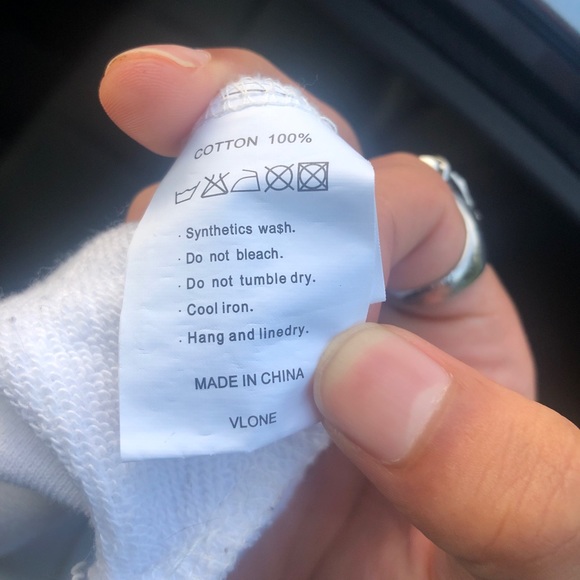 COTTON 100%
· Synthetics wash.
· Do not bleach.
· Do not tumble dry.
· Cool iron.
· Hang and linedry.
MADE IN CHINA
VLONE